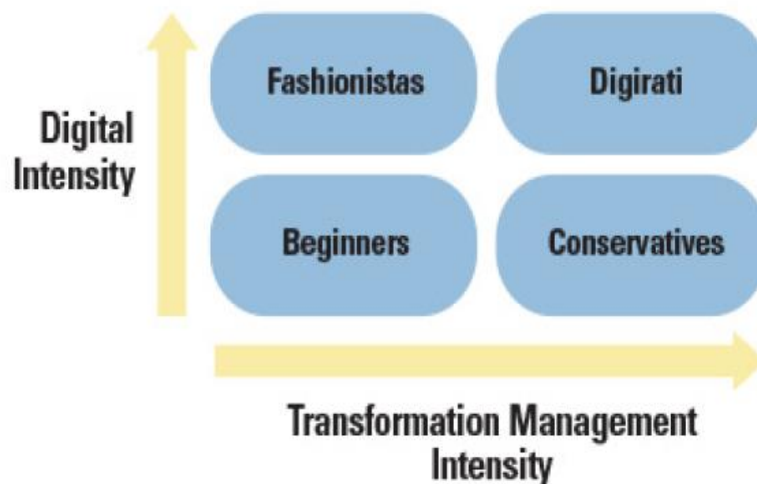 Fashionistas
Digirati
Digital
Intensity
Beginners
Conservatives
Transformation Management
Intensity